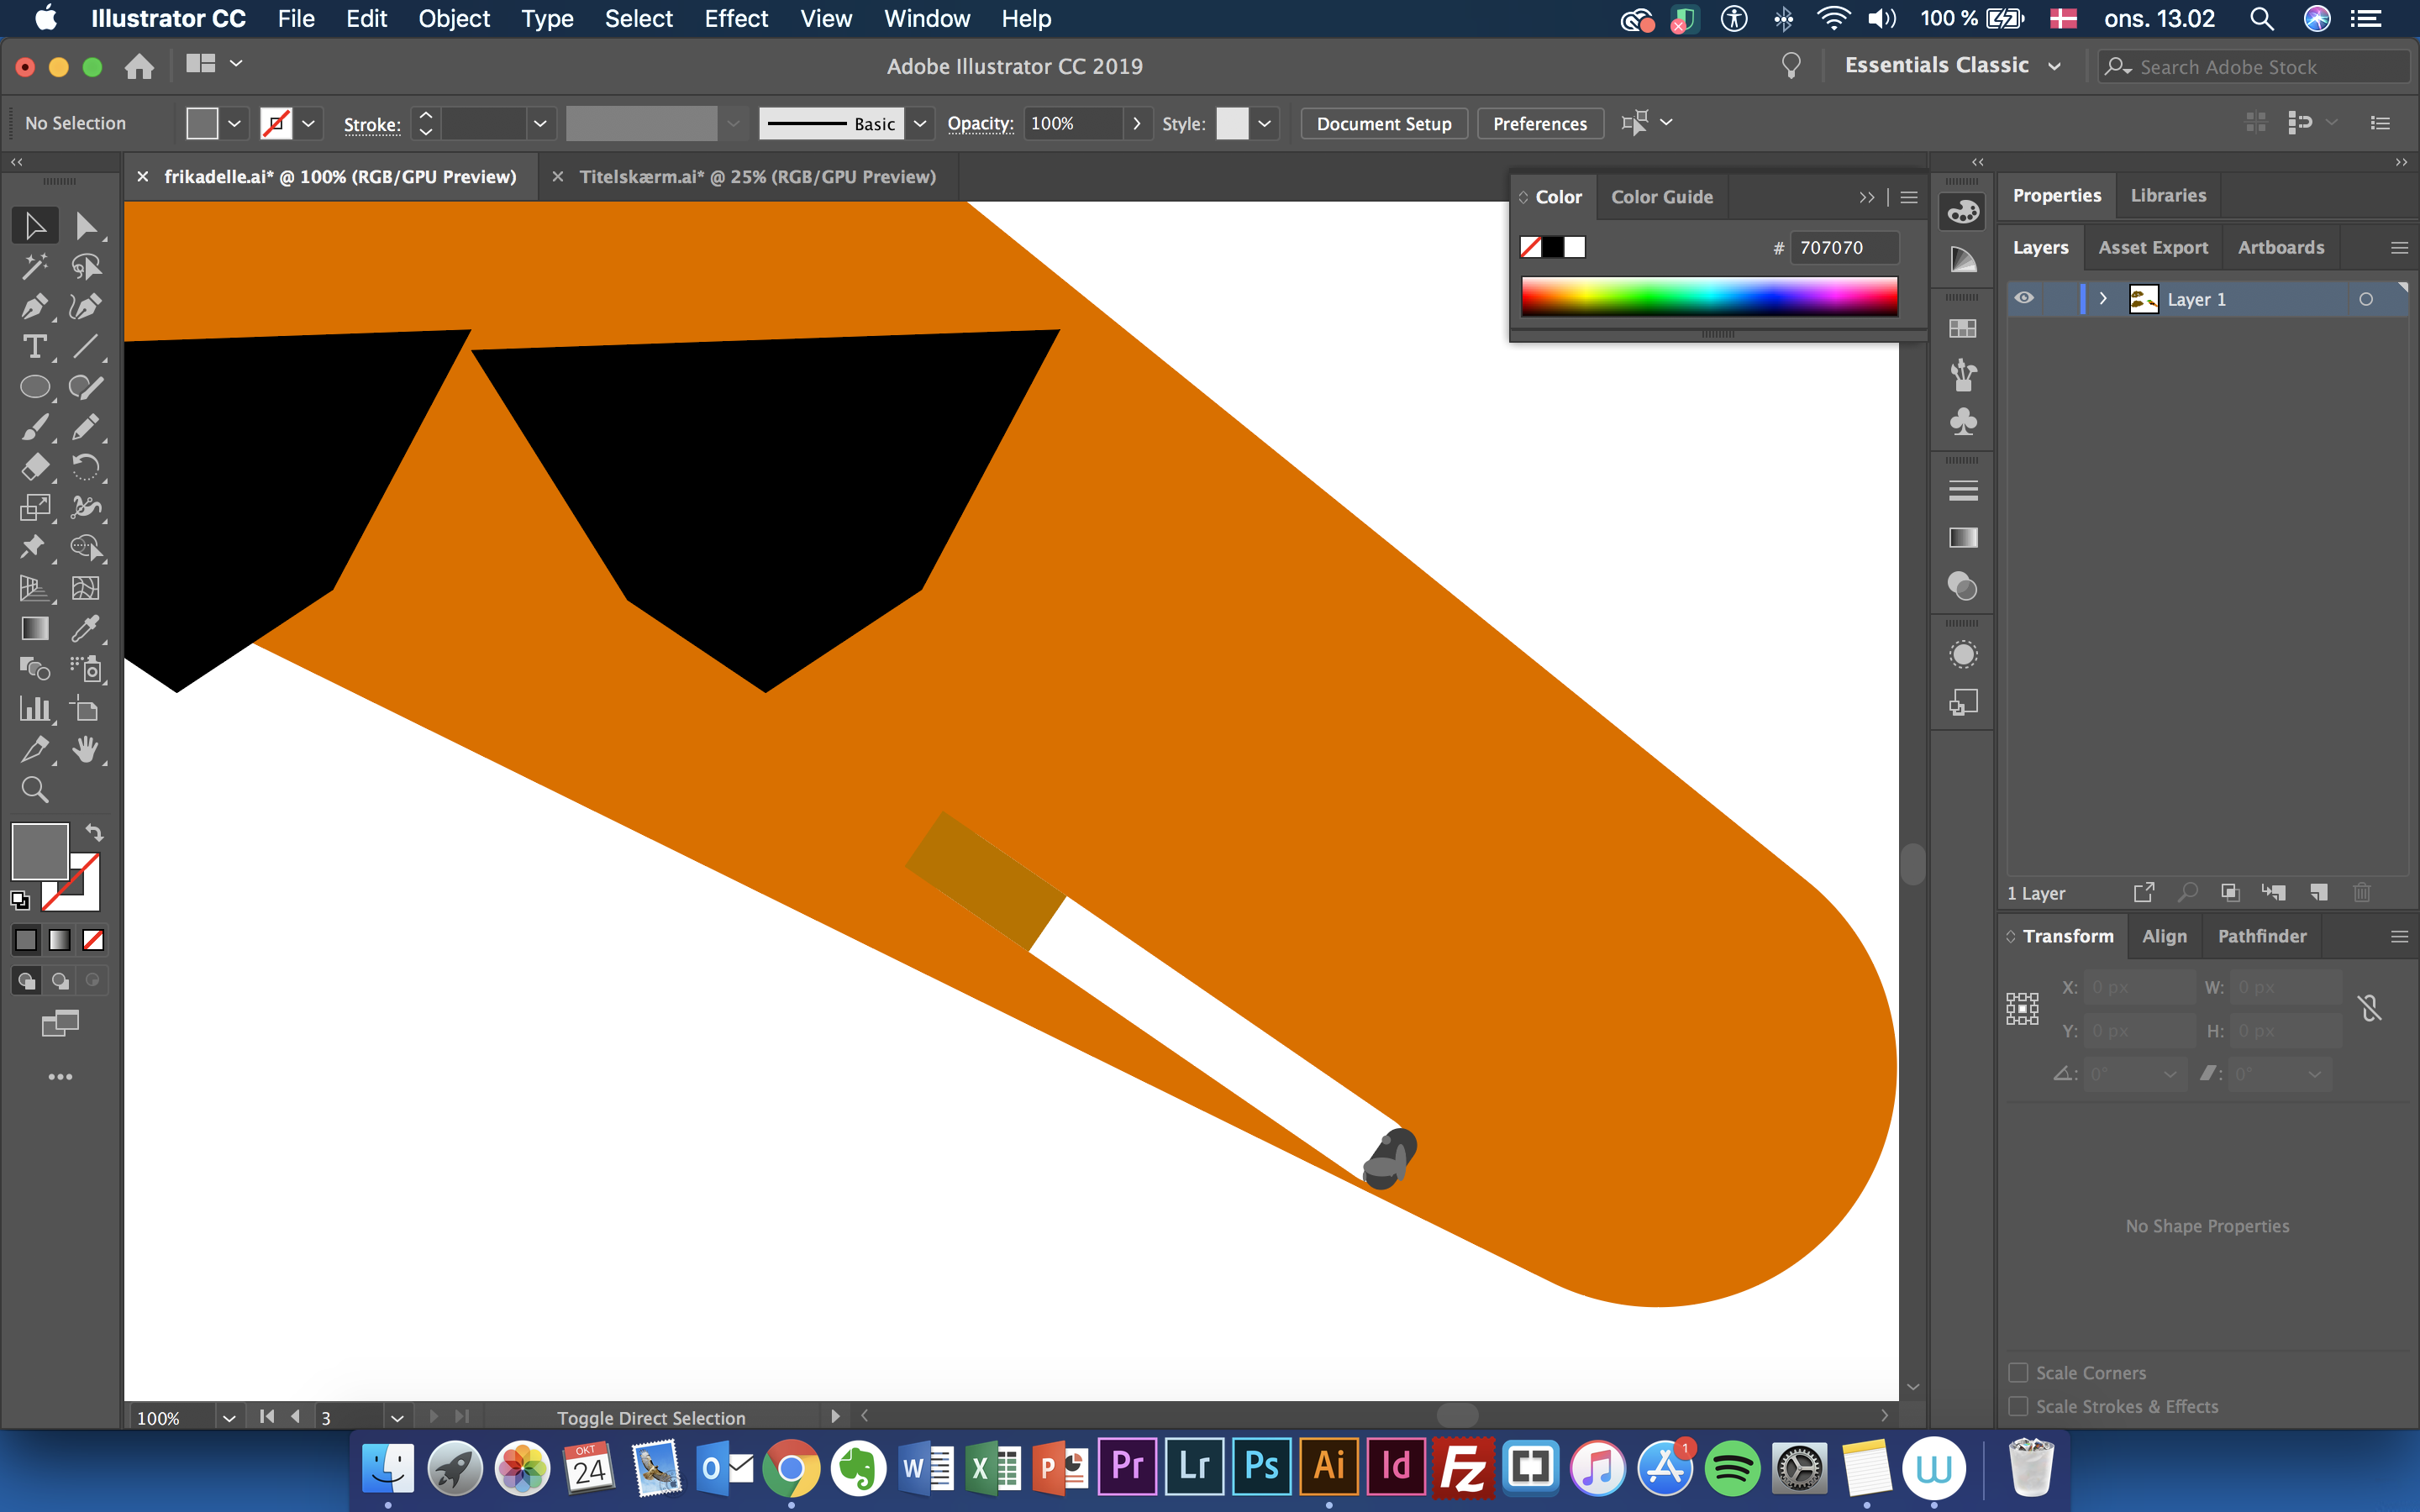 Illustrator CC File Edit Object Type Select Effect View Window Help 100 % ons. 13.02
Adobe Illustrator CC 2019 Essentials Classic Search Adobe Stock
No Selection Stroke: Basic Opacity: 100% Style: Document Setup Preferences
frikadelle.ai* @ 100% (RGB/GPU Preview) Titelskærm.ai* @ 25% (RGB/GPU Preview)
Color Color Guide
# 707070
Properties Libraries
Layers Asset Export Artboards
Layer 1
1 Layer
Transform Align Pathfinder
X: 0 px W: 0 px
Y: 0 px H: 0 px
0° 0°
No Shape Properties
Scale Corners
Scale Strokes & Effects
100% 3 Toggle Direct Selection
OKT
24 O W X P Pr Lr Ps Ai Id Fz 1 W